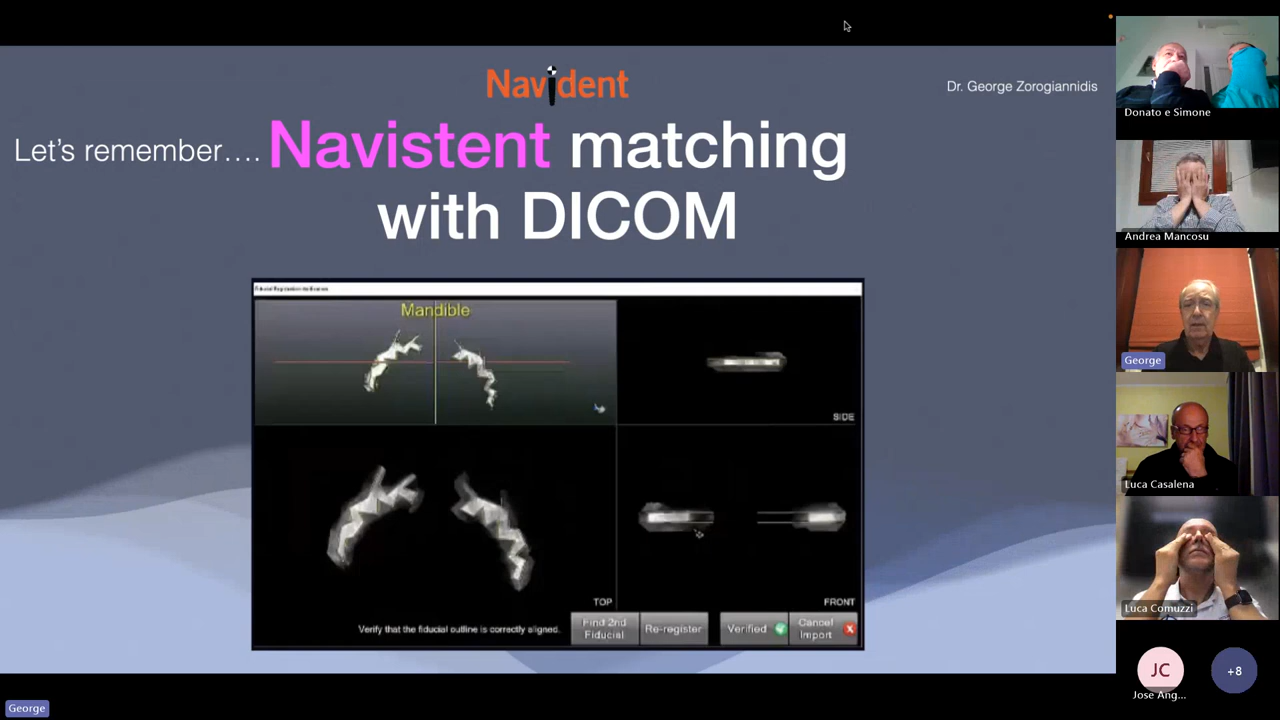 Navident
Dr. George Zorogiannidis
Let's remember.... Navistent matching
with DICOM
Mandible
SIDE
TOP
FRONT
Verify that the fiducial outline is correctly aligned.
Find 2nd
Fiducial
Re-register
Verified
Cancel
Import
George
Donato e Simone
Andrea Mancosu
George
Luca Casalena
Luca Comuzzi
JC
Jose Ang...
+8